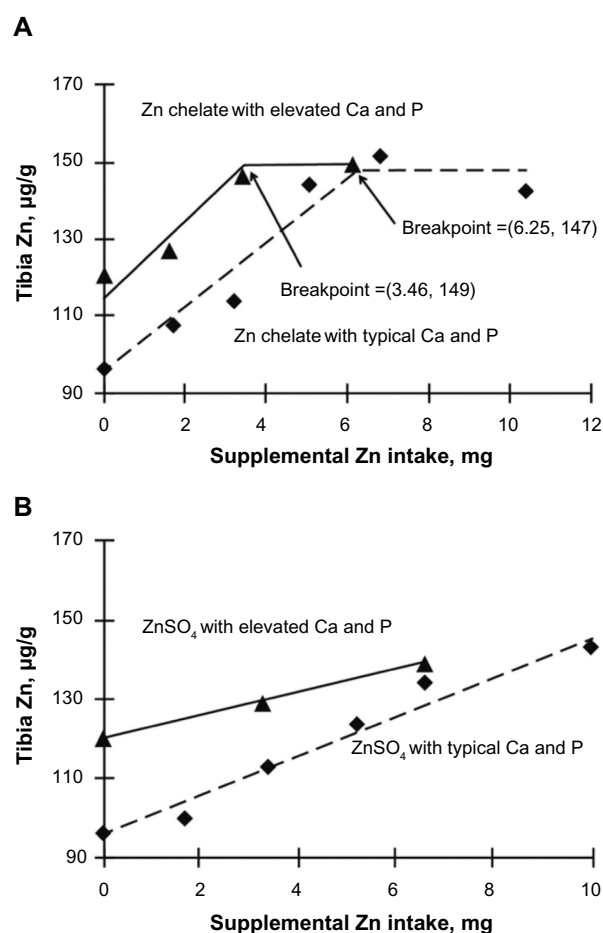 A
170
150
130
110
90
Tibia Zn, µg/g
Zn chelate with elevated Ca and P
Breakpoint =(6.25, 147)
Breakpoint =(3.46, 149)
Zn chelate with typical Ca and P
0 2 4 6 8 10 12
Supplemental Zn intake, mg
B
170
150
130
110
90
Tibia Zn, µg/g
ZnSO₄ with elevated Ca and P
ZnSO₄ with typical Ca and P
0 2 4 6 8 10
Supplemental Zn intake, mg